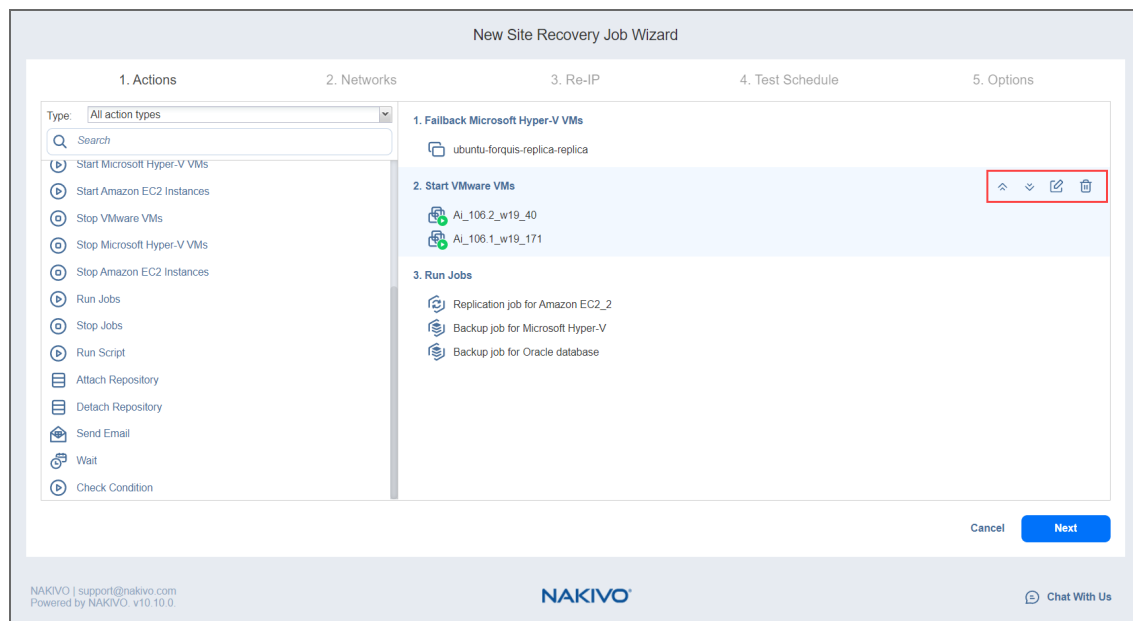 New Site Recovery Job Wizard
1. Actions
2. Networks
3. Re-IP
4. Test Schedule
5. Options
Type: All action types
Search
Start Microsoft Hyper-V VMs
Start Amazon EC2 Instances
Stop VMware VMs
Stop Microsoft Hyper-V VMs
Stop Amazon EC2 Instances
Run Jobs
Stop Jobs
Run Script
Attach Repository
Detach Repository
Send Email
Wait
Check Condition
1. Failback Microsoft Hyper-V VMs
ubuntu-forquis-replica-replica
2. Start VMware VMs
Ai_106.2_w19_40
Ai_106.1_w19_171
3. Run Jobs
Replication job for Amazon EC2_2
Backup job for Microsoft Hyper-V
Backup job for Oracle database
Cancel
Next
NAKIVO | support@nakivo.com
Powered by NAKIVO. v10.10.0.
NAKIVO®
Chat With Us